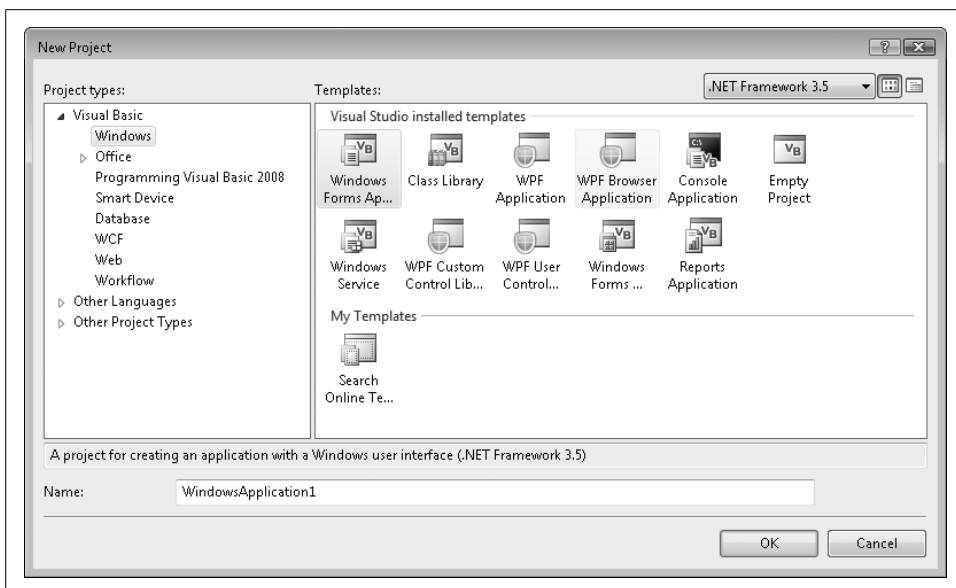 New Project
Project types:
Templates:
.NET Framework 3.5
Visual Basic
Windows
Office
Programming Visual Basic 2008
Smart Device
Database
WCF
Web
Workflow
Other Languages
Other Project Types
Visual Studio installed templates
Windows
Forms Ap...
Class Library
WPF
Application
WPF Browser
Application
Console
Application
Empty
Project
Windows
Service
WPF Custom
Control Lib...
WPF User
Control...
Windows
Forms ...
Reports
Application
My Templates
Search
Online Te...
A project for creating an application with a Windows user interface (.NET Framework 3.5)
Name:
WindowsApplication1
OK
Cancel